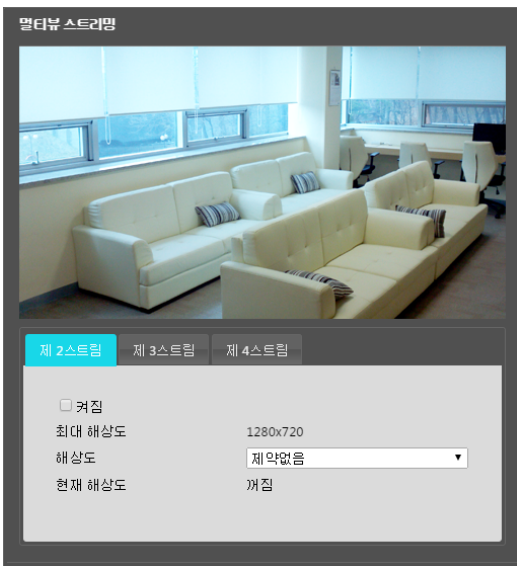 멀티뷰 스트리밍
제 2스트림 제 3스트림 제 4스트림
켜짐
최대 해상도 1280x720
해상도 제약없음
현재 해상도 꺼짐